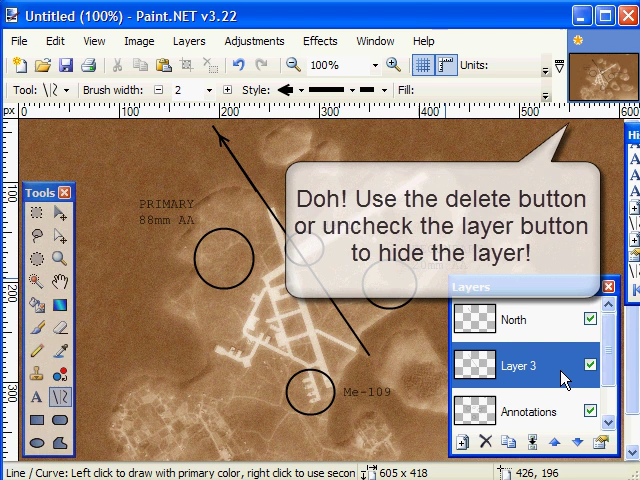 Untitled (100%) - Paint.NET v3.22
File Edit View Image Layers Adjustments Effects Window Help
100% Units:
Tool: Brush width: 2 Style: Fill:
px 0 100 200 300 400 500 600
100
200
300
Tools
PRIMARY
88mm AA
Doh! Use the delete button
or uncheck the layer button
to hide the layer!
His
Layers
North
Layer 3
Annotations
Me-109
Line / Curve: Left click to draw with primary color, right click to use secon 605 x 418 426, 196